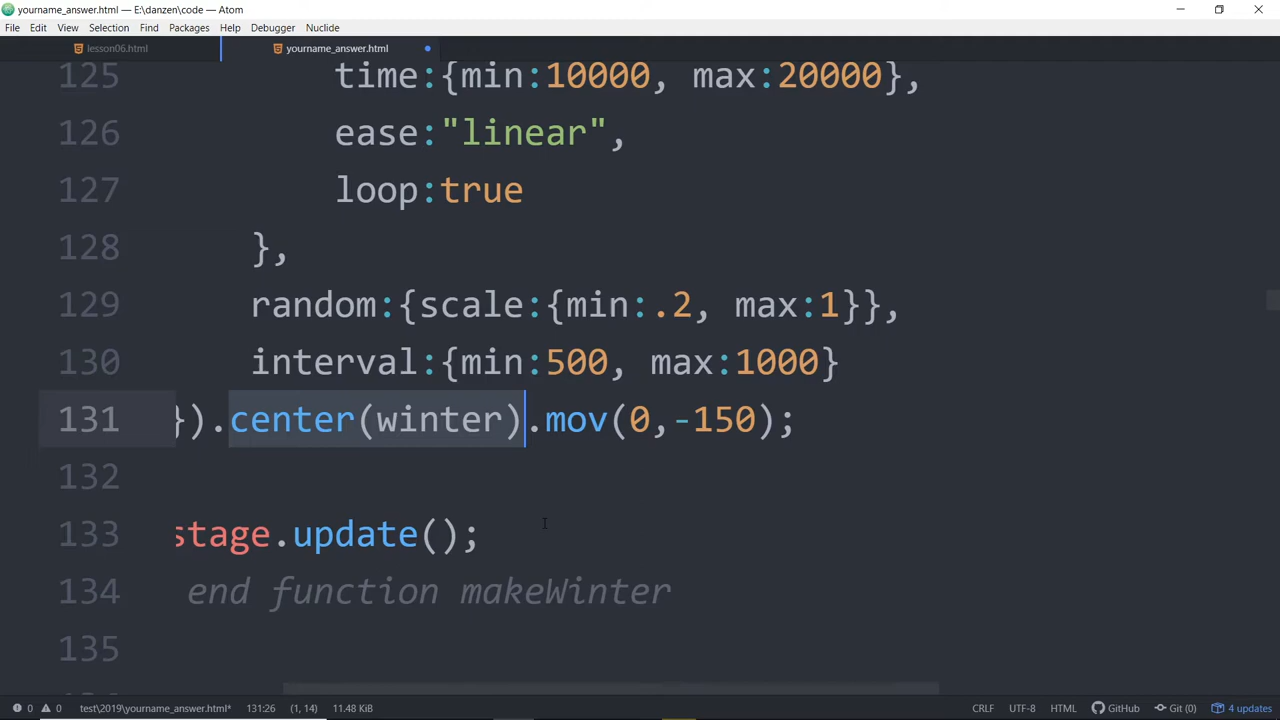 yourname_answer.html — E:\danzen\code — Atom
File Edit View Selection Find Packages Help Debugger Nuclide
lesson06.html yourname_answer.html
125 time:{min:10000, max:20000},
126 ease:"linear",
127 loop:true
128 },
129 random:{scale:{min:.2, max:1}},
130 interval:{min:500, max:1000}
131 }).center(winter).mov(0,-150);
132
133 stage.update();
134 end function makeWinter
135
0 0 test\2019\yourname_answer.html* 131:26 (1, 14) 11.48 KiB CRLF UTF-8 HTML GitHub Git (0) 4 updates